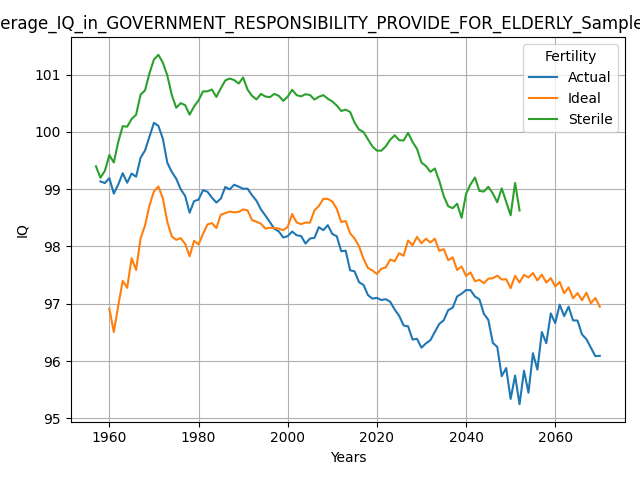 erage_IQ_in_GOVERNMENT_RESPONSIBILITY_PROVIDE_FOR_ELDERLY_Sample
Fertility
Actual
Ideal
Sterile
101
100
99
98
97
96
95
IQ
1960 1980 2000 2020 2040 2060
Years